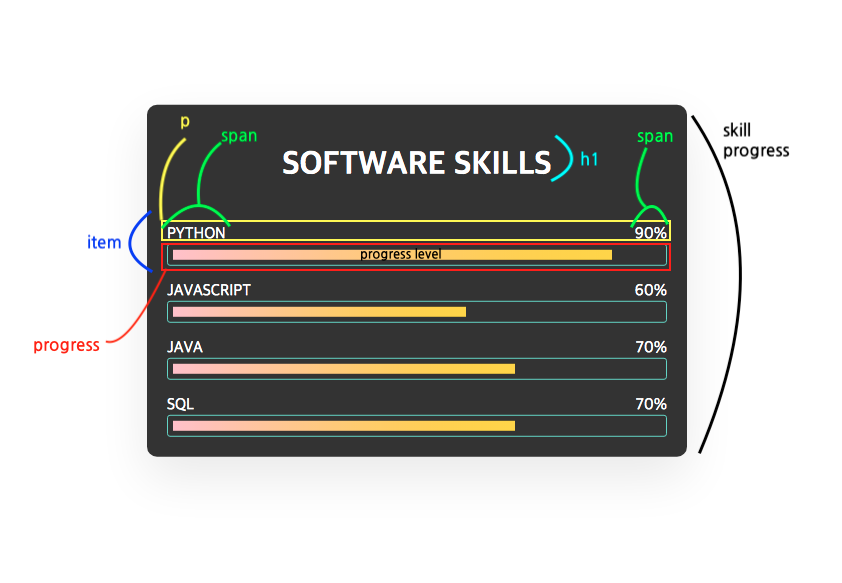 p
span
SOFTWARE SKILLS
h1
span
skill
progress
item
PYTHON 90%
progress level
JAVASCRIPT 60%
progress
JAVA 70%
SQL 70%